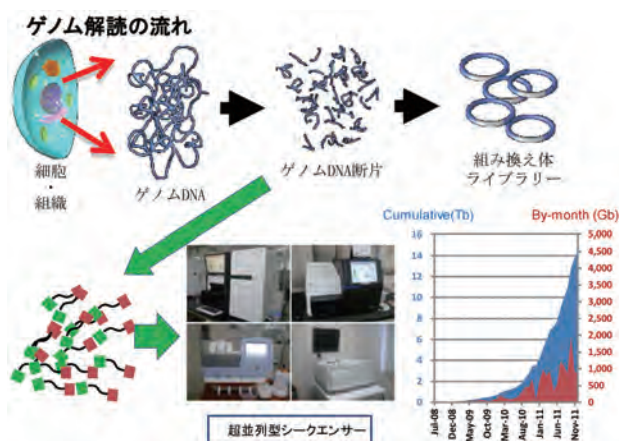 ゲノム解読の流れ
細胞
・
組織
ゲノムDNA
ゲノムDNA断片
組み換え体
ライブラリー
Cumulative(Tb)
By-month (Gb)
16
14
12
10
8
6
4
2
0
5,000
4,500
4,000
3,500
3,000
2,500
2,000
1,500
1,000
500
0
Jul-08
Dec-08
May-09
Oct-09
Mar-10
Aug-10
Jan-11
Jun-11
Nov-11
超並列型シークエンサー